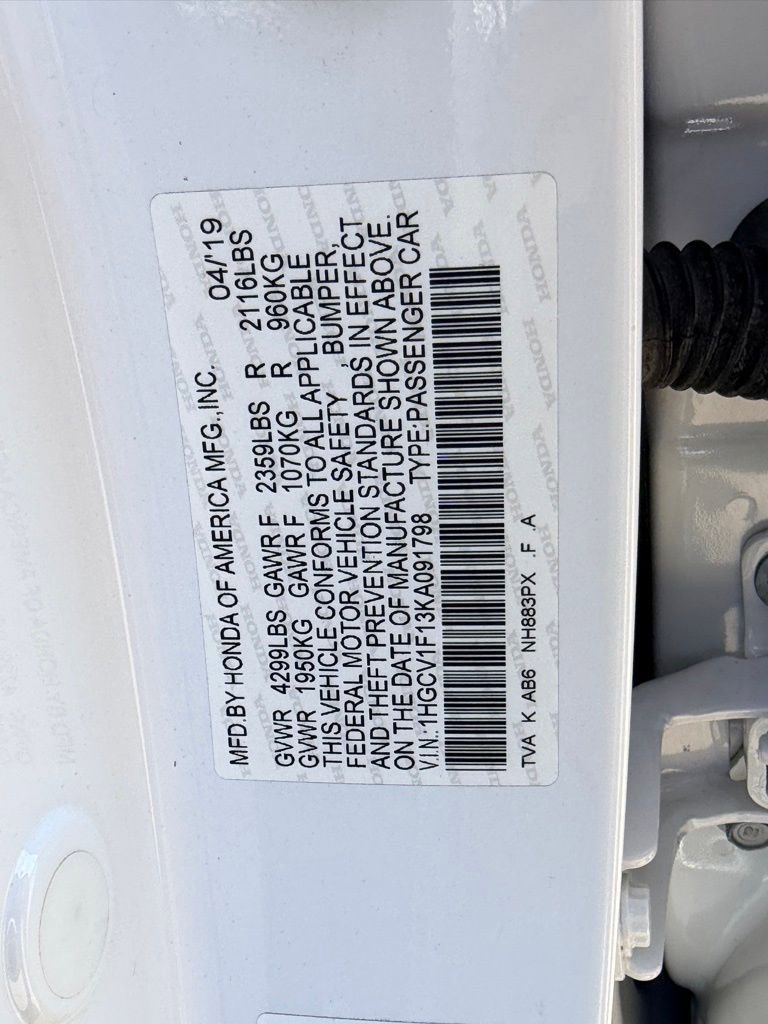 MFD.BY HONDA OF AMERICA MFG.,INC. 04/'19
GVWR 4299LBS GAWR F 2359LBS R 2116LBS
GVWR 1950KG GAWR F 1070KG R 960KG
THIS VEHICLE CONFORMS TO ALL APPLICABLE
FEDERAL MOTOR VEHICLE SAFETY , BUMPER,
AND THEFT PREVENTION STANDARDS IN EFFECT
ON THE DATE OF MANUFACTURE SHOWN ABOVE.
V.I.N.:1HGCV1F13KA091798 TYPE:PASSENGER CAR
TVA K AB6 NH883PX .F .A